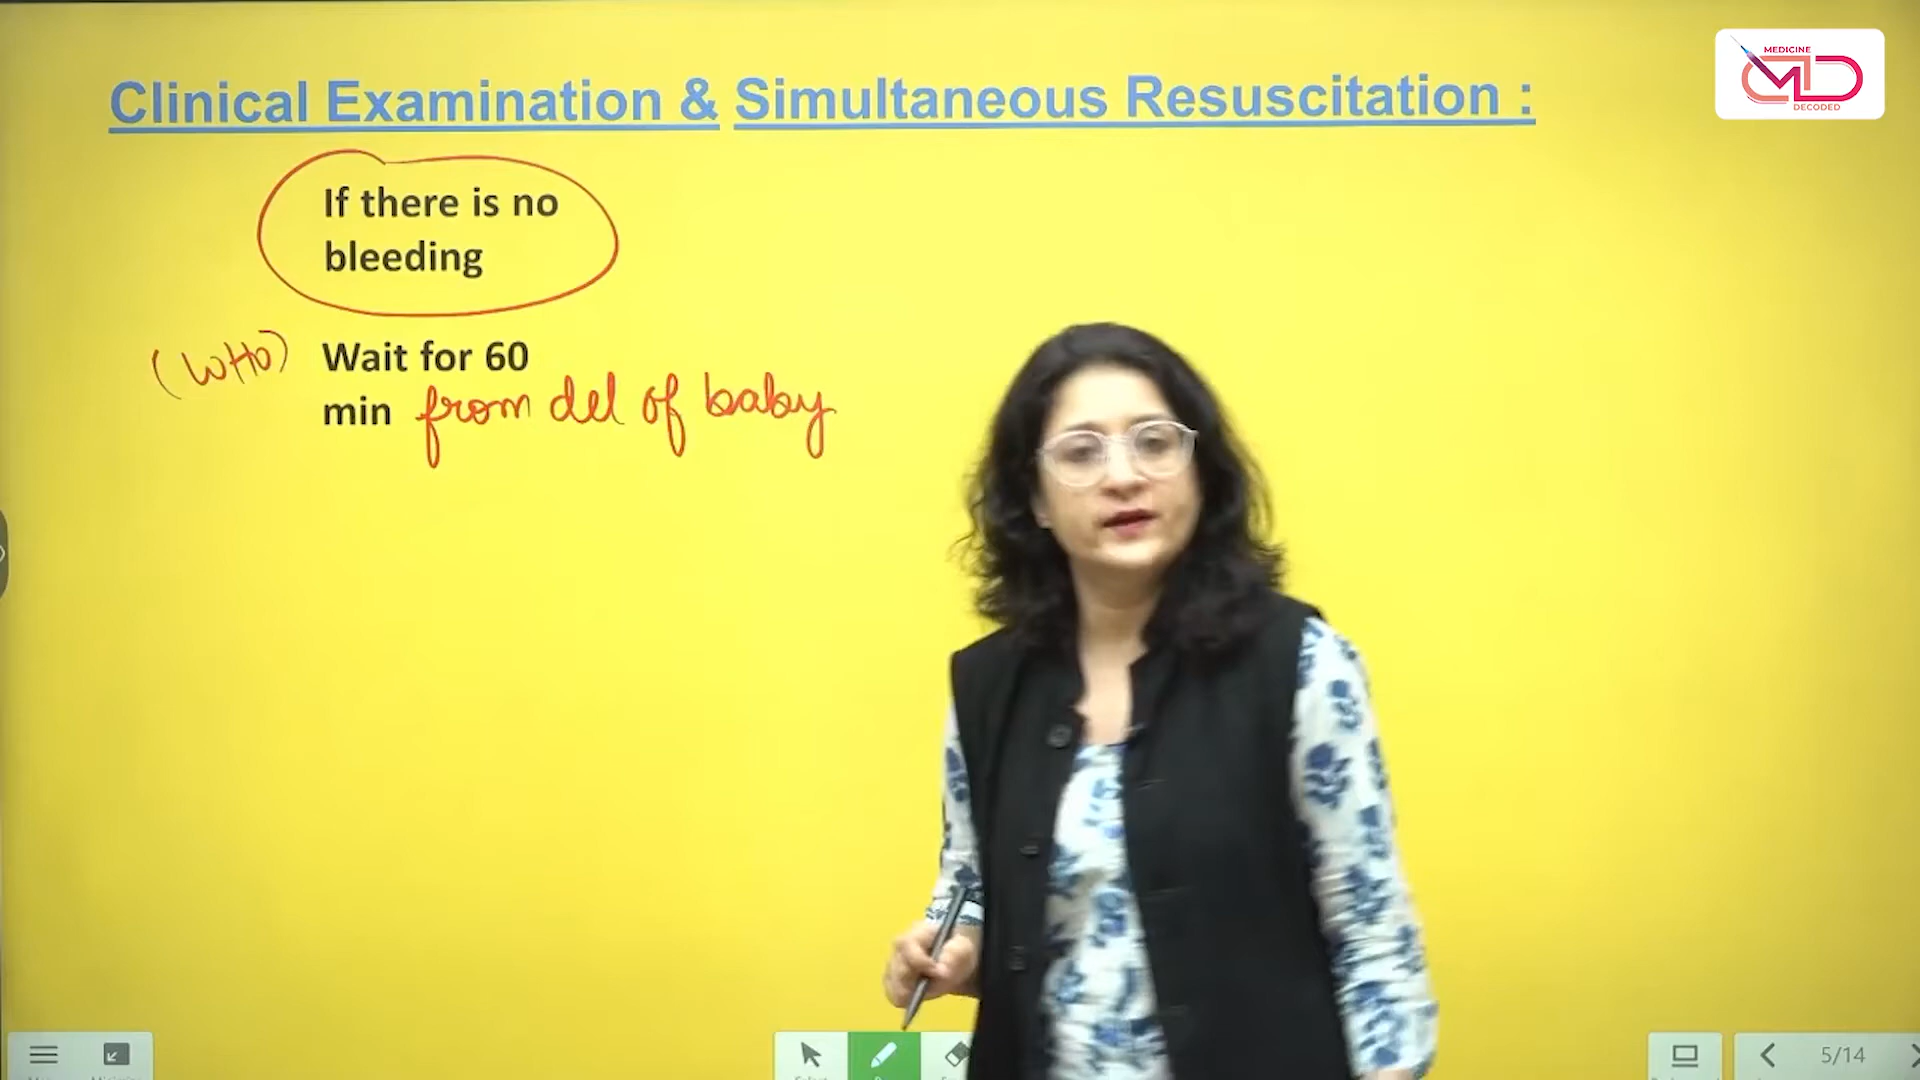 MEDICINE
MD
DECODED
Clinical Examination & Simultaneous Resuscitation :
If there is no
bleeding
(WHO) Wait for 60
min from del of baby
5/14